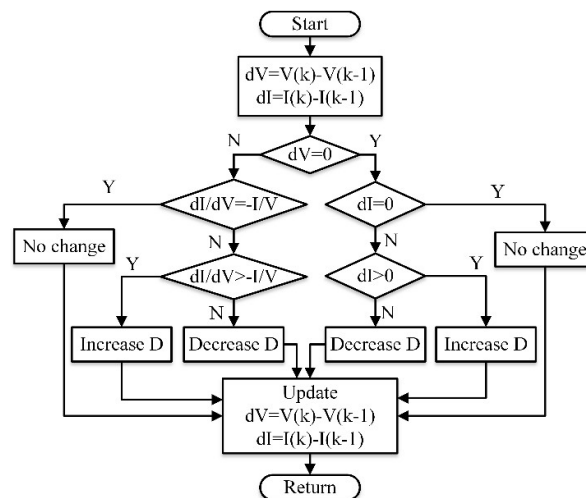 Start
dV=V(k)-V(k-1)
dI=I(k)-I(k-1)
N
Y
dV=0
Y
dI/dV=-I/V
dI=0
Y
No change
N
N
No change
Y
dI/dV>-I/V
dI>0
Y
N
N
Increase D
Decrease D
Decrease D
Increase D
Update
dV=V(k)-V(k-1)
dI=I(k)-I(k-1)
Return